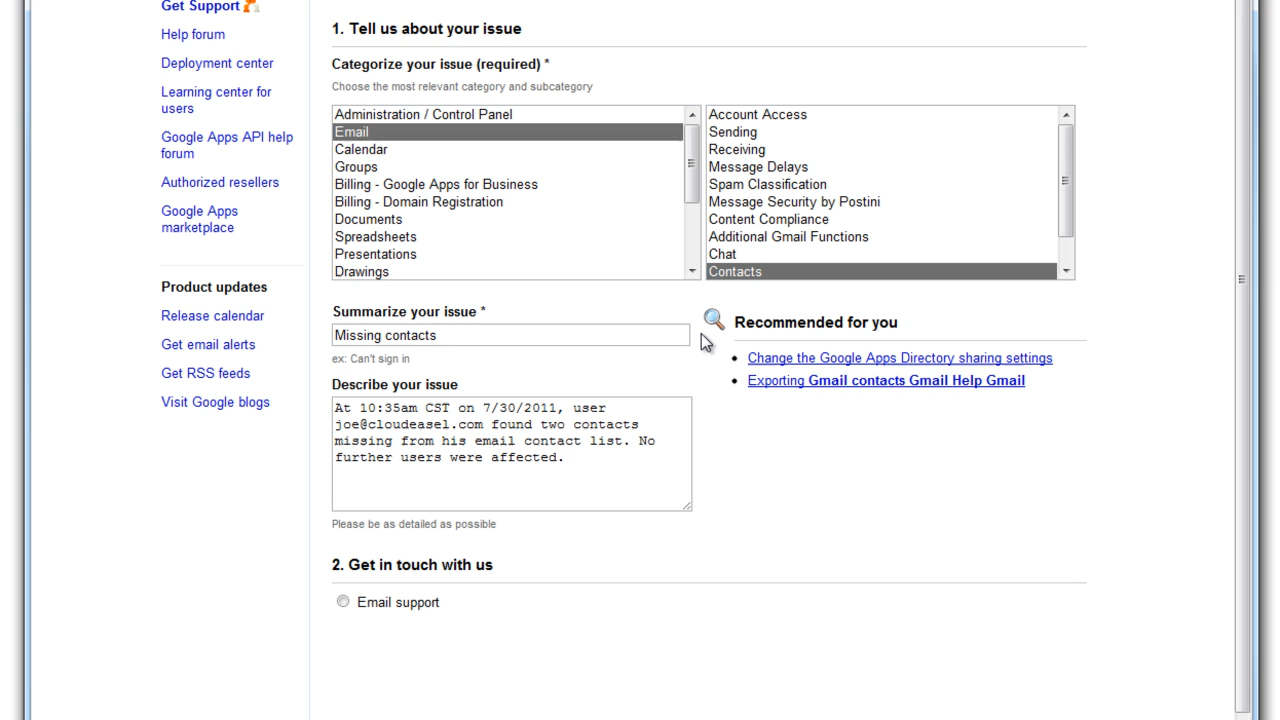 Get Support
Help forum
Deployment center
Learning center for
users
Google Apps API help
forum
Authorized resellers
Google Apps
marketplace
Product updates
Release calendar
Get email alerts
Get RSS feeds
Visit Google blogs
1. Tell us about your issue
Categorize your issue (required) *
Choose the most relevant category and subcategory
Administration / Control Panel
Email
Calendar
Groups
Billing - Google Apps for Business
Billing - Domain Registration
Documents
Spreadsheets
Presentations
Drawings
Account Access
Sending
Receiving
Message Delays
Spam Classification
Message Security by Postini
Content Compliance
Additional Gmail Functions
Chat
Contacts
Summarize your issue *
Missing contacts
ex: Can't sign in
Describe your issue
At 10:35am CST on 7/30/2011, user
joe@cloudeasel.com found two contacts
missing from his email contact list. No
further users were affected.
Please be as detailed as possible
Recommended for you
Change the Google Apps Directory sharing settings
Exporting Gmail contacts Gmail Help Gmail
2. Get in touch with us
Email support